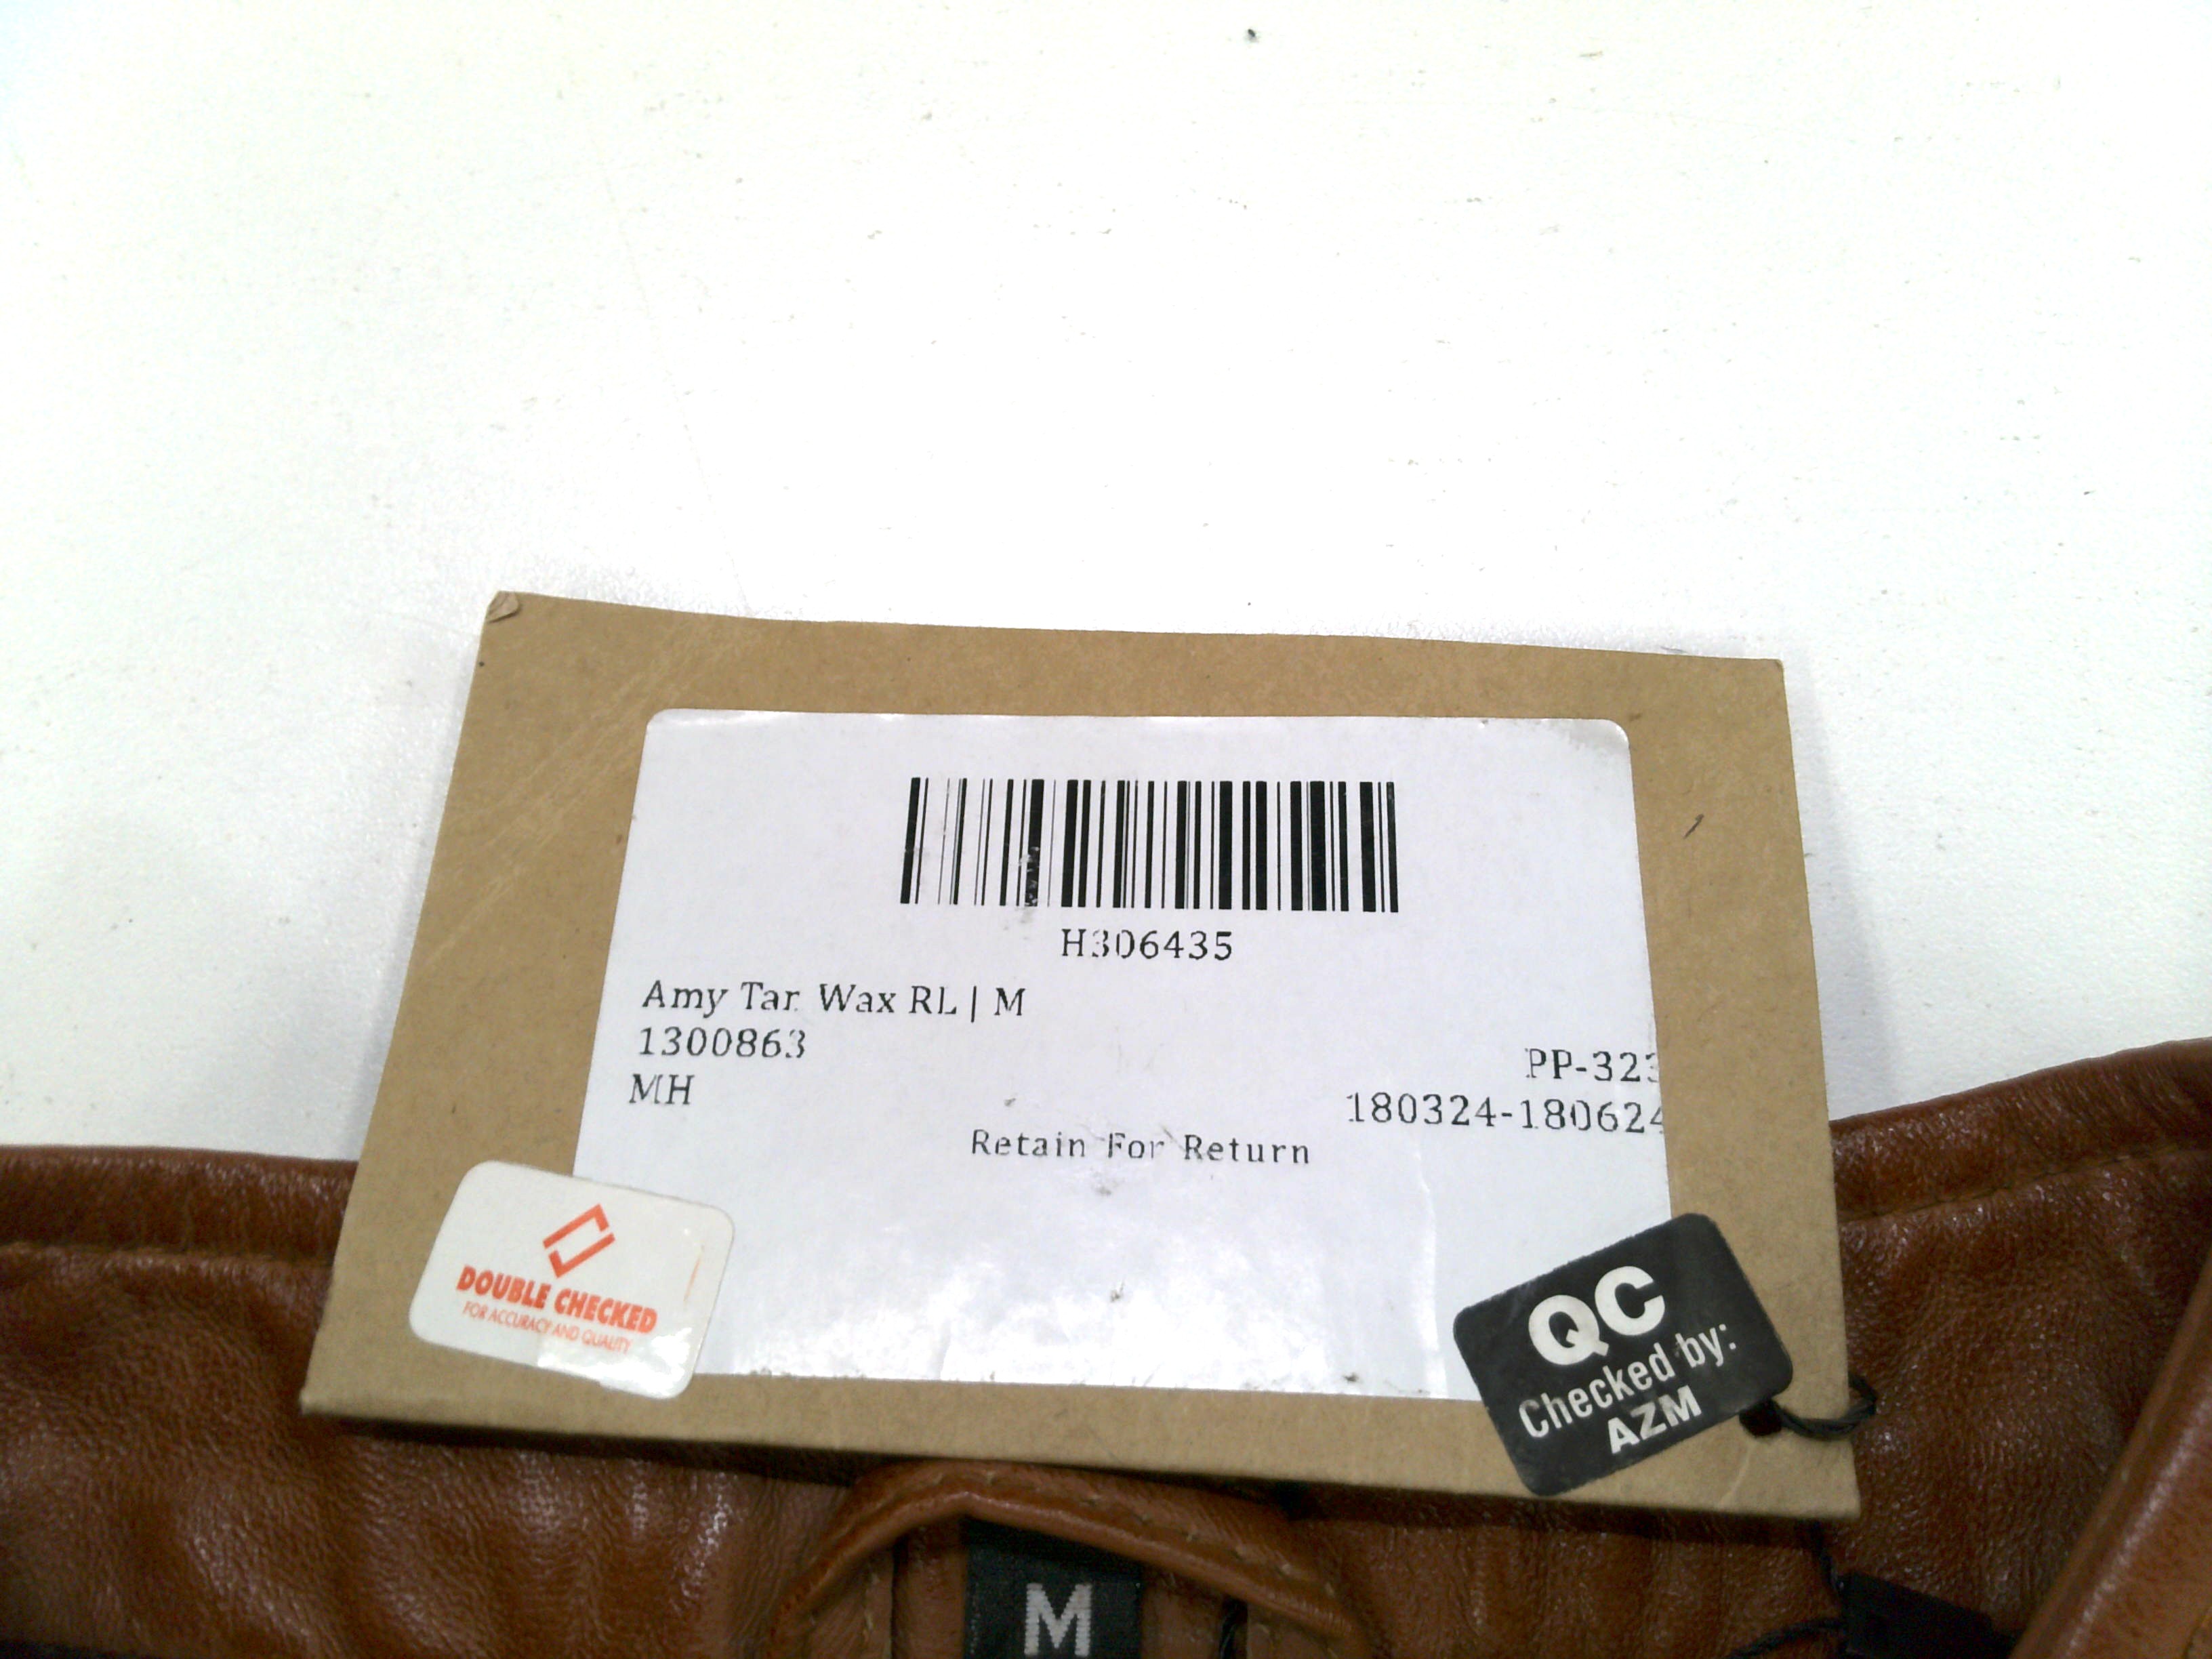 H306435
Amy Tan Wax RL | M
1300863
MH
PP-323
180324-180624
Retain For Return
DOUBLE CHECKED
FOR ACCURACY AND QUALITY
QC
Checked by:
AZM
M